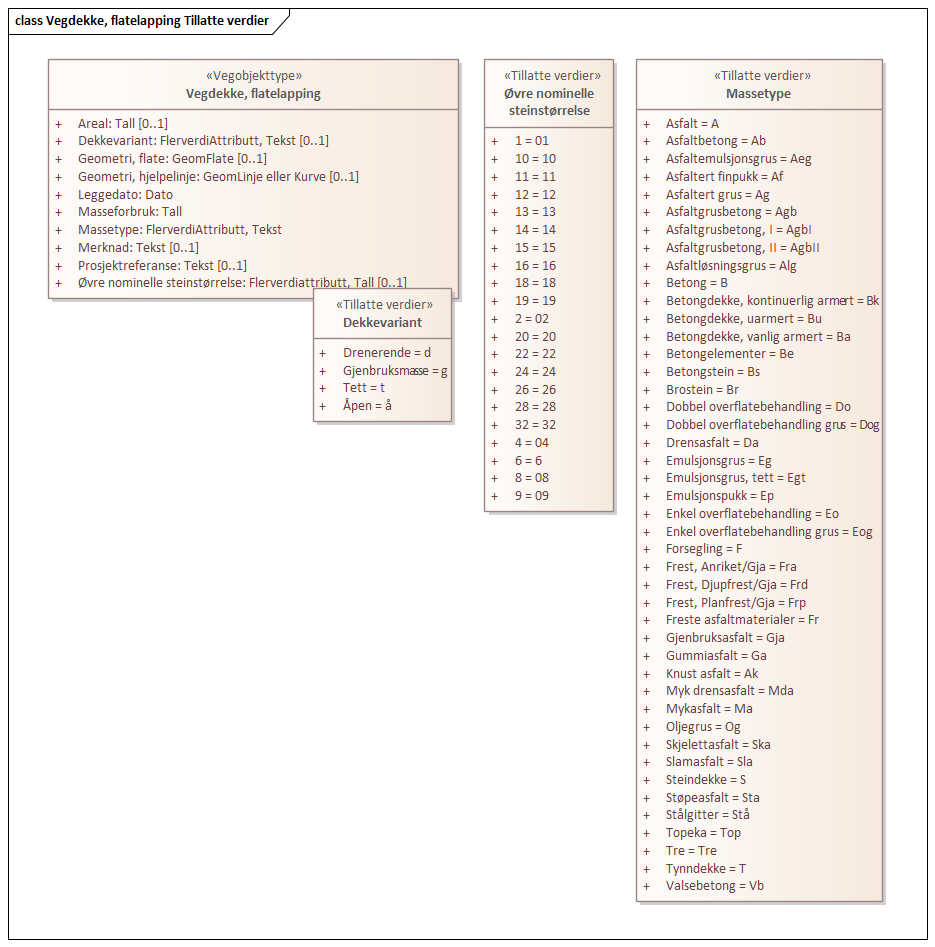 class Vegdekke, flatelapping Tillatte verdier
«Vegobjekttype»
Vegdekke, flatelapping
+ Areal: Tall [0..1]
+ Dekkevariant: FlerverdiAttributt, Tekst [0..1]
+ Geometri, flate: GeomFlate [0..1]
+ Geometri, hjelpelinje: GeomLinje eller Kurve [0..1]
+ Leggedato: Dato
+ Masseforbruk: Tall
+ Massetype: FlerverdiAttributt, Tekst
+ Merknad: Tekst [0..1]
+ Prosjektreferanse: Tekst [0..1]
+ Øvre nominelle steinstørrelse: Flerverdiattributt, Tall [0..1]
«Tillatte verdier»
Dekkevariant
+ Drenerende = d
+ Gjenbruksmasse = g
+ Tett = t
+ Åpen = å
«Tillatte verdier»
Øvre nominelle
steinstørrelse
+ 1 = 01
+ 10 = 10
+ 11 = 11
+ 12 = 12
+ 13 = 13
+ 14 = 14
+ 15 = 15
+ 16 = 16
+ 18 = 18
+ 19 = 19
+ 2 = 02
+ 20 = 20
+ 22 = 22
+ 24 = 24
+ 26 = 26
+ 28 = 28
+ 32 = 32
+ 4 = 04
+ 6 = 6
+ 8 = 08
+ 9 = 09
«Tillatte verdier»
Massetype
+ Asfalt = A
+ Asfaltbetong = Ab
+ Asfaltemulsjonsgrus = Aeg
+ Asfaltert finpukk = Af
+ Asfaltert grus = Ag
+ Asfaltgrusbetong = Agb
+ Asfaltgrusbetong, I = AgbI
+ Asfaltgrusbetong, II = AgbII
+ Asfaltløsningsgrus = Alg
+ Betong = B
+ Betongdekke, kontinuerlig armert = Bk
+ Betongdekke, uarmert = Bu
+ Betongdekke, vanlig armert = Ba
+ Betongelementer = Be
+ Betongstein = Bs
+ Brostein = Br
+ Dobbel overflatebehandling = Do
+ Dobbel overflatebehandling grus = Dog
+ Drensasfalt = Da
+ Emulsjonsgrus = Eg
+ Emulsjonsgrus, tett = Egt
+ Emulsjonspukk = Ep
+ Enkel overflatebehandling = Eo
+ Enkel overflatebehandling grus = Eog
+ Forsegling = F
+ Frest, Anriket/Gja = Fra
+ Frest, Djupfrest/Gja = Frd
+ Frest, Planfrest/Gja = Frp
+ Freste asfaltmaterialer = Fr
+ Gjenbruksasfalt = Gja
+ Gummiasfalt = Ga
+ Knust asfalt = Ak
+ Myk drensasfalt = Mda
+ Mykasfalt = Ma
+ Oljegrus = Og
+ Skjelettasfalt = Ska
+ Slamasfalt = Sla
+ Steindekke = S
+ Støpeasfalt = Sta
+ Stålgitter = Stå
+ Topeka = Top
+ Tre = Tre
+ Tynndekke = T
+ Valsebetong = Vb